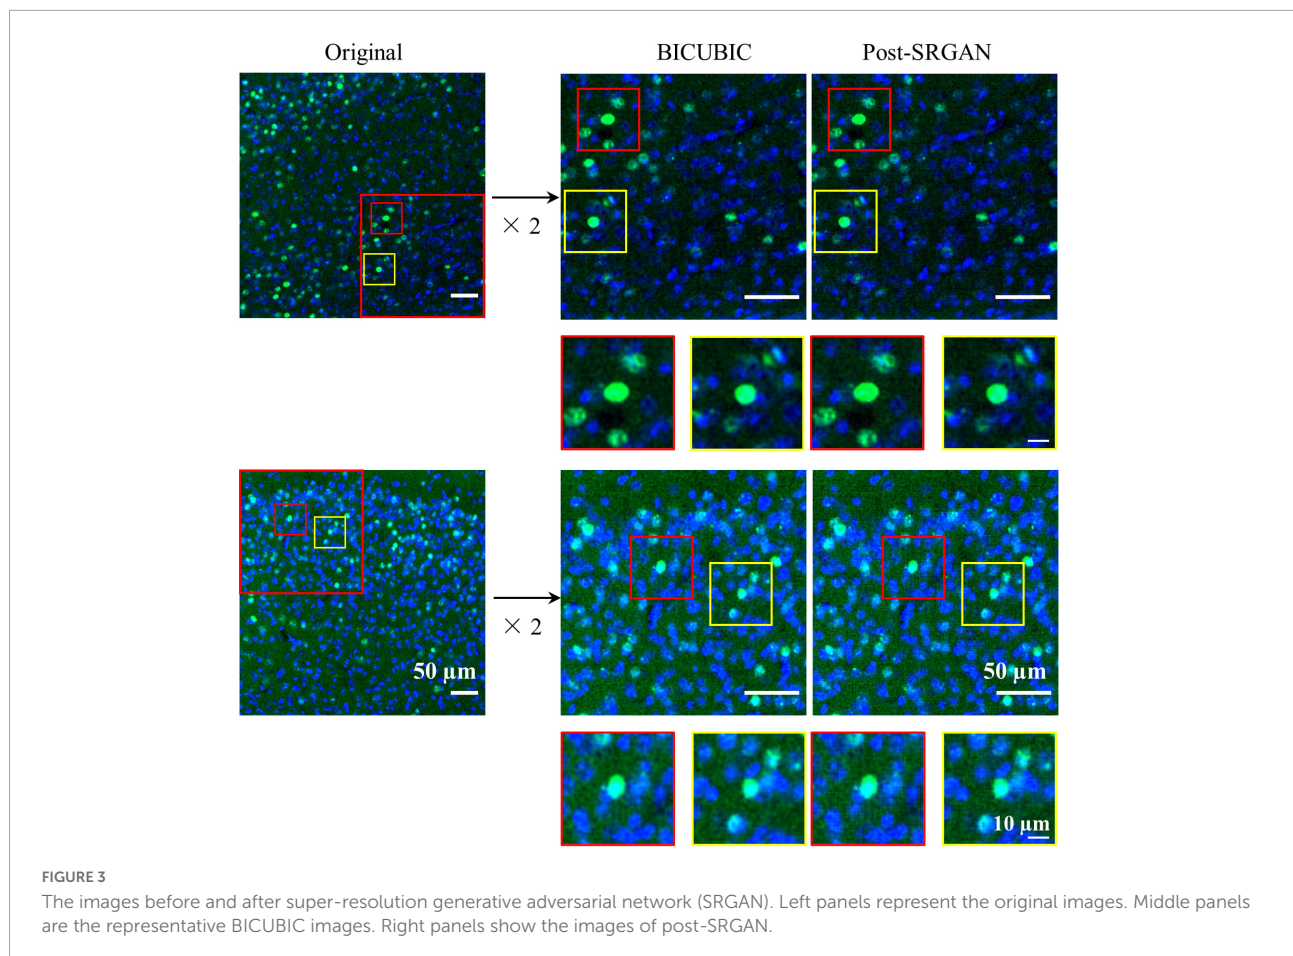 Original
BICUBIC
Post-SRGAN
× 2
50 µm
× 2
50 µm
10 µm
FIGURE 3
The images before and after super-resolution generative adversarial network (SRGAN). Left panels represent the original images. Middle panels
are the representative BICUBIC images. Right panels show the images of post-SRGAN.